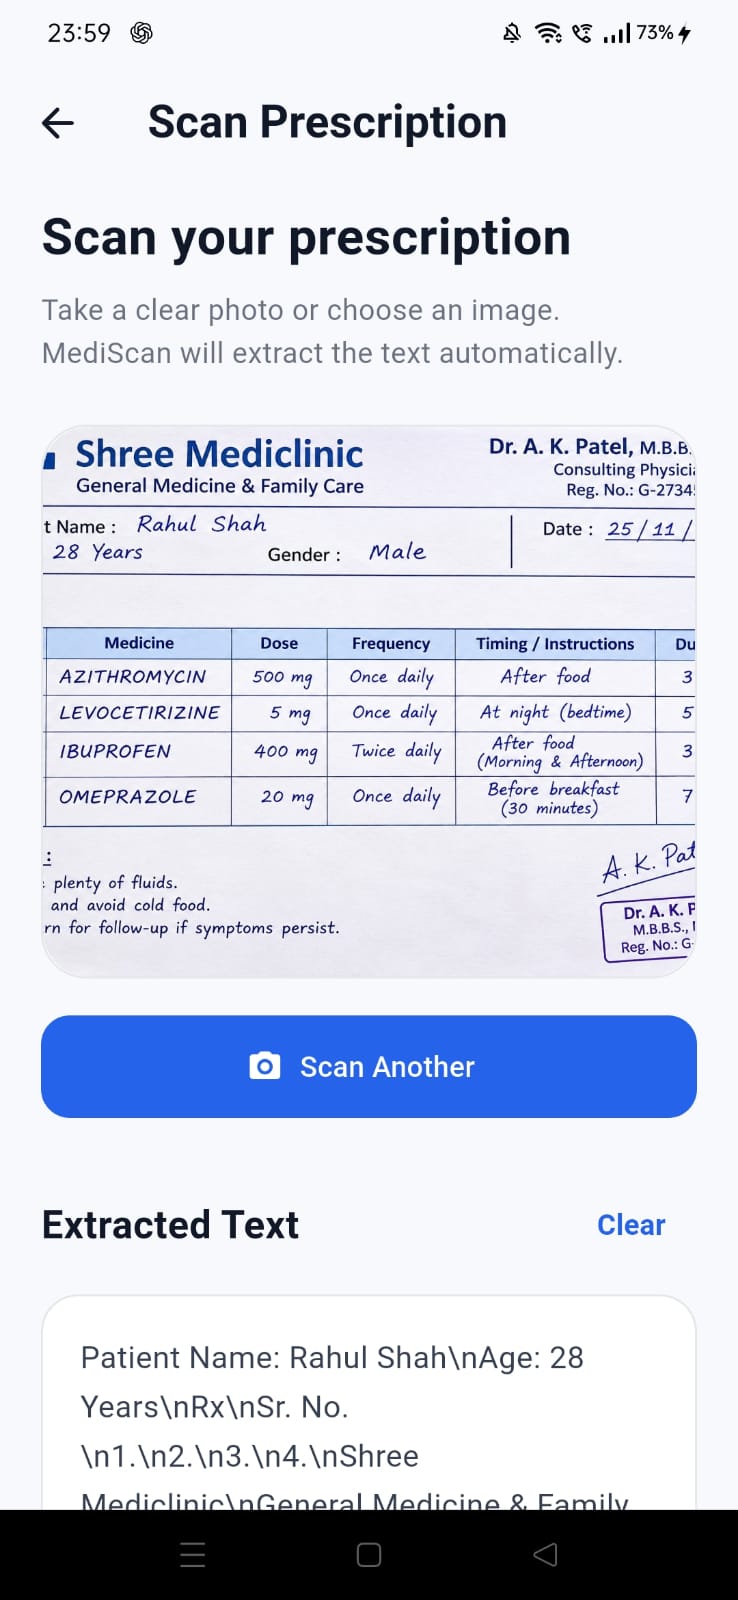 23:59
73%
Scan Prescription
Scan your prescription
Take a clear photo or choose an image.
MediScan will extract the text automatically.
Shree Mediclinic
General Medicine & Family Care
Dr. A. K. Patel, M.B.B.
Consulting Physici
Reg. No.: G-2734
t Name : Rahul Shah
28 Years Gender : Male
Date : 25/11/
Medicine Dose Frequency Timing / Instructions Du
AZITHROMYCIN 500 mg Once daily After food 3
LEVOCETIRIZINE 5 mg Once daily At night (bedtime) 5
IBUPROFEN 400 mg Twice daily After food (Morning & Afternoon) 3
OMEPRAZOLE 20 mg Once daily Before breakfast (30 minutes) 7
:
: plenty of fluids.
and avoid cold food.
rn for follow-up if symptoms persist.
A. K. Pat
Dr. A. K. P
M.B.B.S.,
Reg. No.: G-
Scan Another
Extracted Text
Clear
Patient Name: Rahul Shah\nAge: 28
Years\nRx\nSr. No.
\n1.\n2.\n3.\n4.\nShree
Mediclinic\nGeneral Medicine & Family